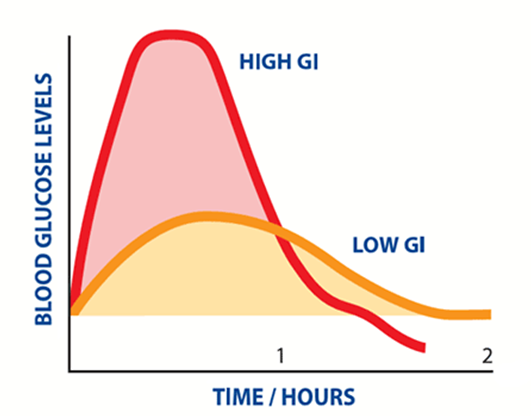 HIGH GI
BLOOD GLUCOSE LEVELS
LOW GI
1
2
TIME / HOURS